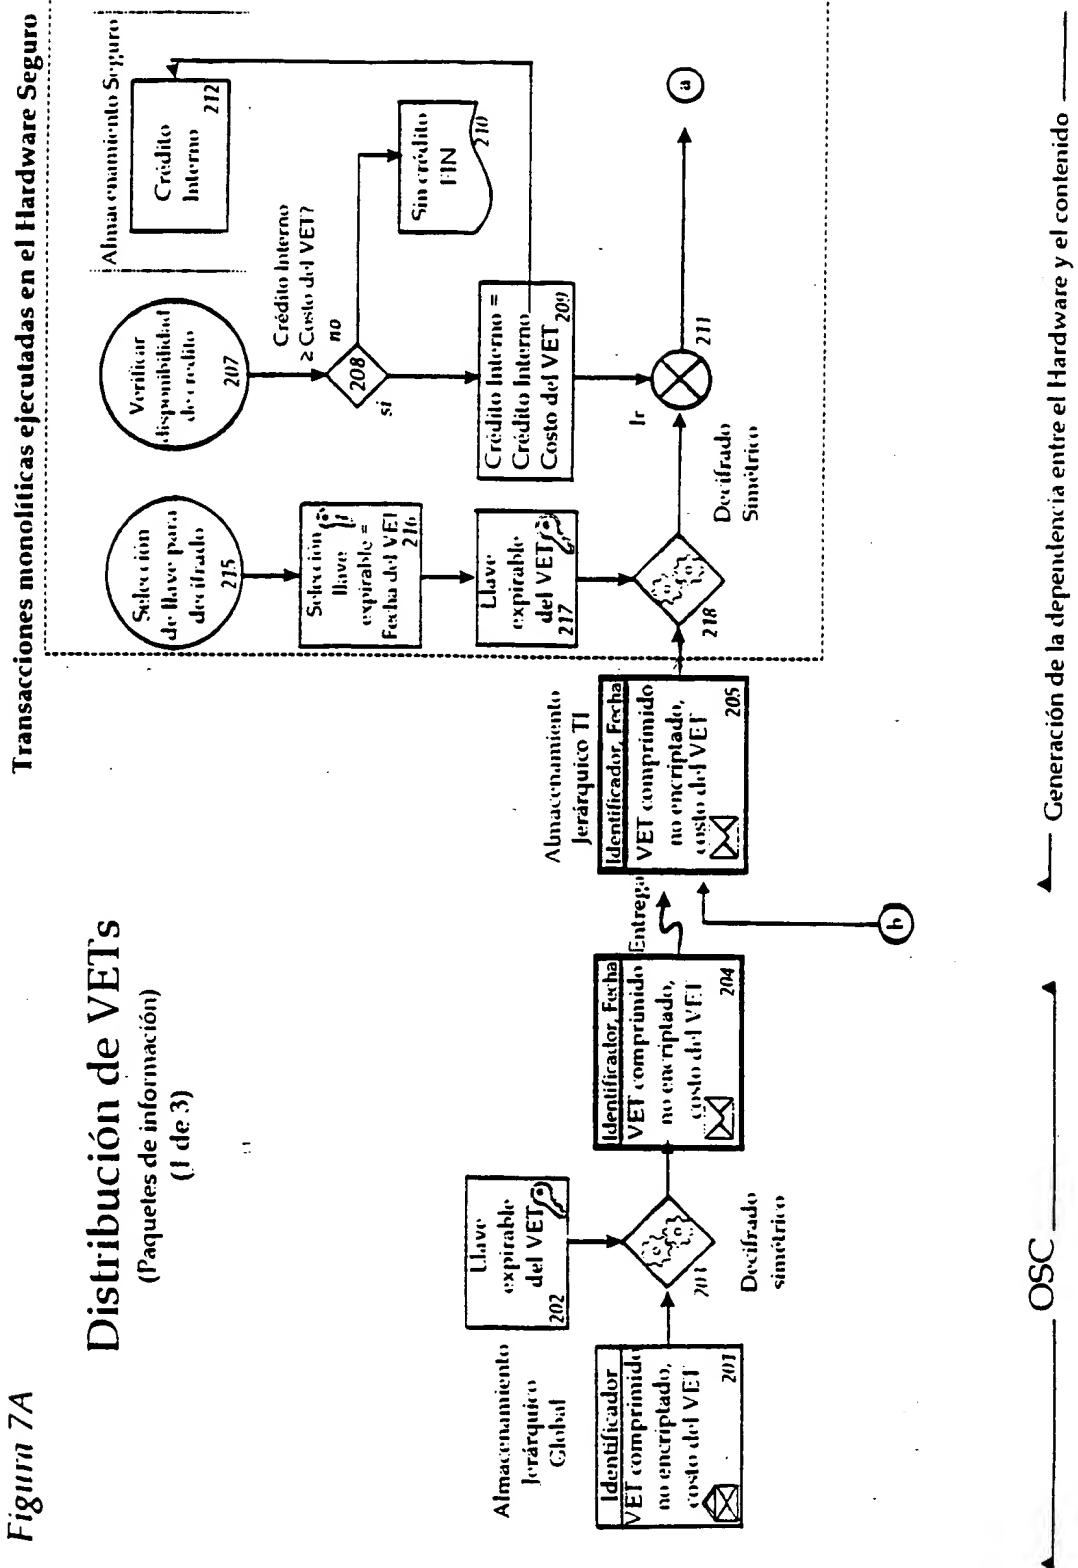 Figura 7A
Distribución de VETs
(Paquetes de información)
(1 de 3)
Transacciones monolíticas ejecutadas en el Hardware Seguro
Almacenamiento
Jerárquico
Global
Identificador
VET comprimido
no encriptado,
costo del VET
201
Llave
expirable
del VET
202
203
Decifrado
simétrico
Identificador, Fecha
VET comprimido
no encriptado,
costo del VET
204
Entrega
Almacenamiento
Jerárquico TI
Identificador, Fecha
VET comprimido
no encriptado,
costo del VET
205
b
Selección
de llave para
decifrado
215
Selección
llave
expirable =
Fecha del VET
216
Llave
expirable
del VET
217
218
Decifrado
Simétrico
Verificar
disponibilidad
de credito
207
Crédito Interno
≥ Costo del VET?
208
no
si
Crédito Interno =
Crédito Interno_
Costo del VET
209
Ir
211
a
Almacenamiento Seguro
Crédito
Interno
212
Sin crédito
FIN
210
OSC
Generación de la dependencia entre el Hardware y el contenido